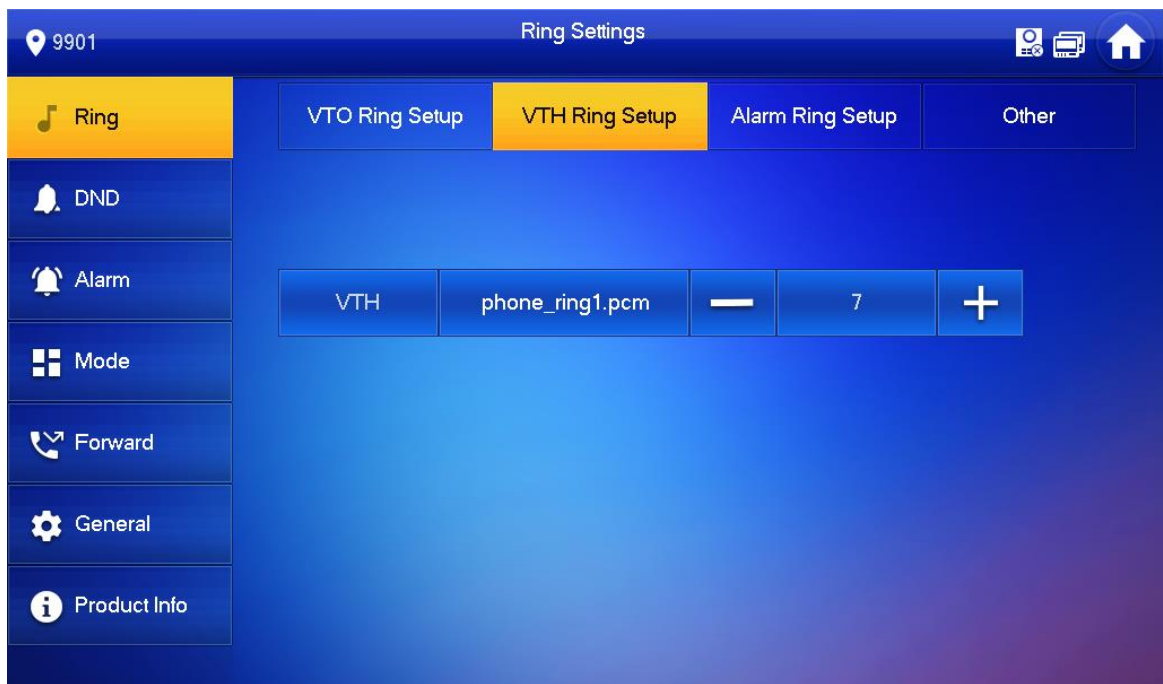 9901
Ring Settings
Ring
VTO Ring Setup
VTH Ring Setup
Alarm Ring Setup
Other
DND
Alarm
VTH
phone_ring1.pcm
7
Mode
Forward
General
Product Info